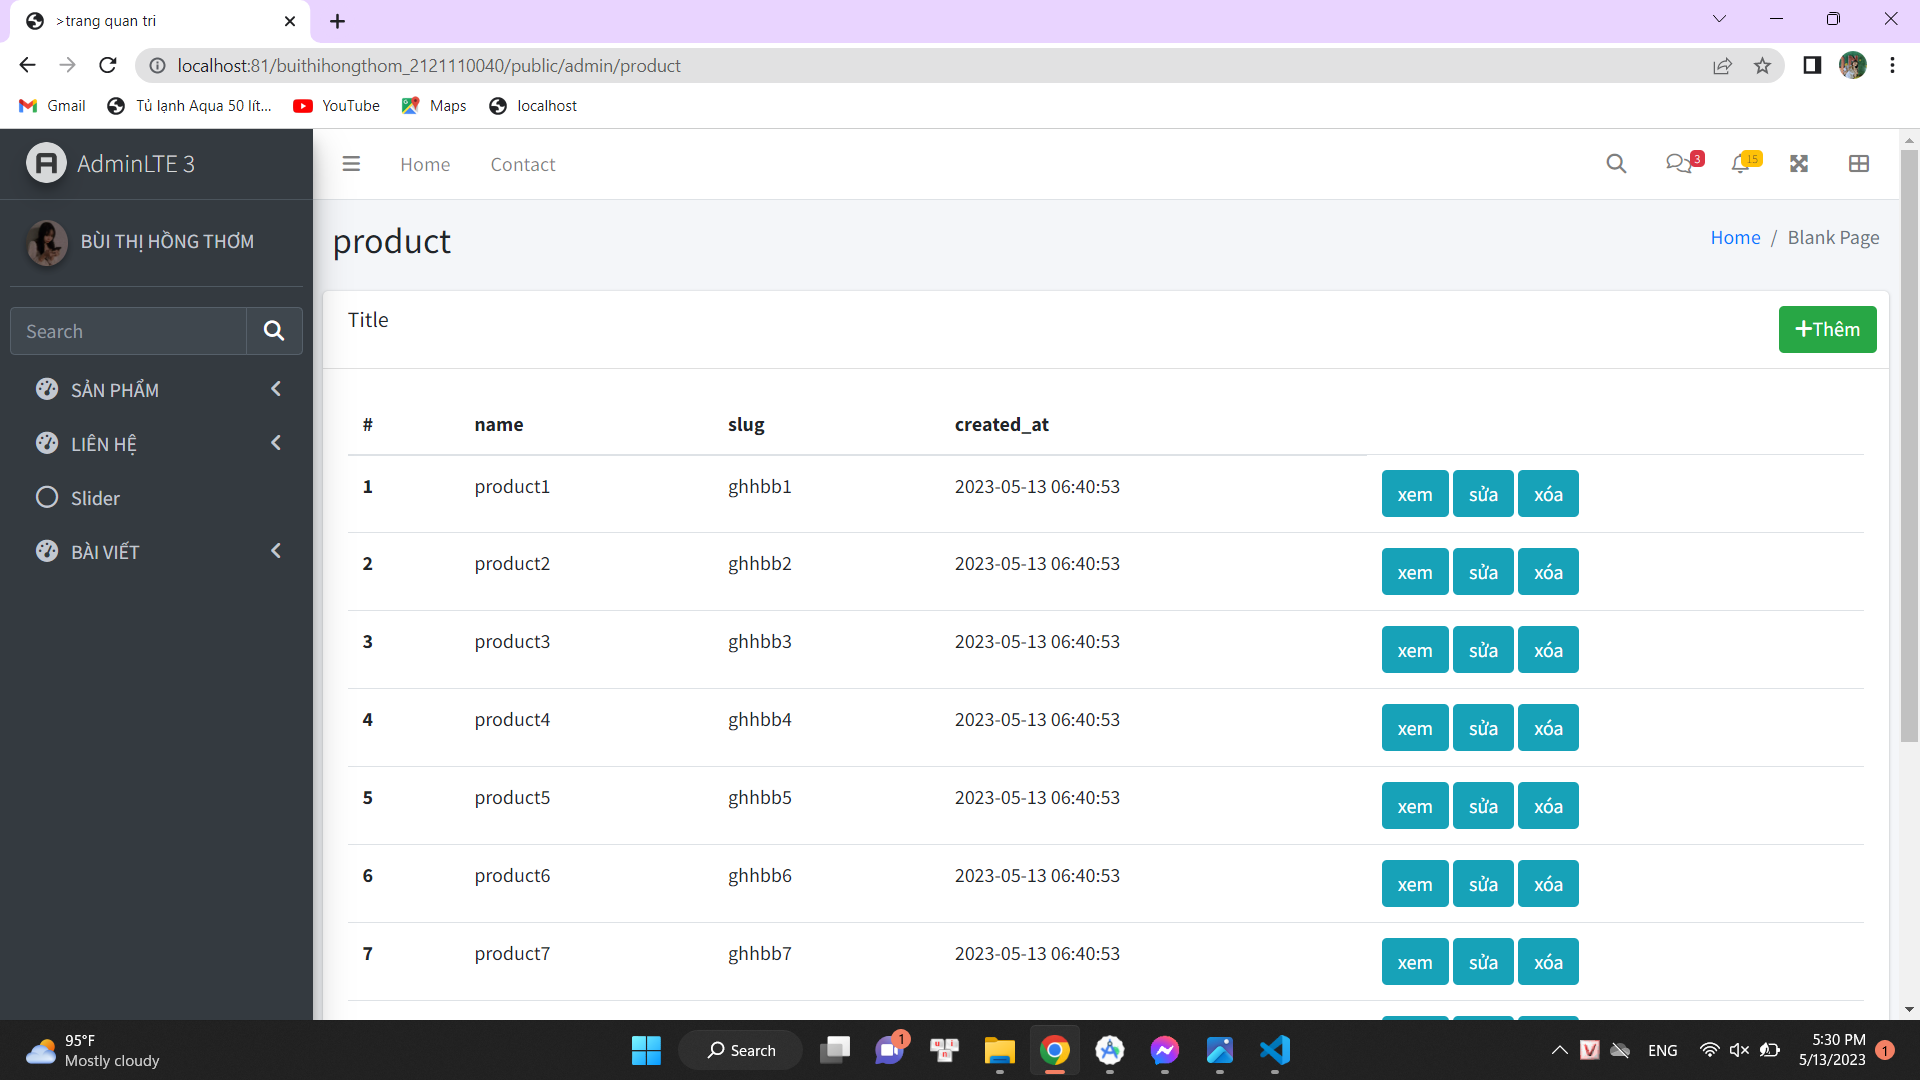 >trang quan tri
localhost:81/buithihongthom_2121110040/public/admin/product
Gmail
Tủ lạnh Aqua 50 lít...
YouTube
Maps
localhost
AdminLTE 3
Home
Contact
3
15
BÙI THỊ HỒNG THƠM
product
Home / Blank Page
Search
Title
Thêm
SẢN PHẨM
LIÊN HỆ
Slider
BÀI VIẾT
# name slug created_at
1 product1 ghhbb1 2023-05-13 06:40:53 xem sửa xóa
2 product2 ghhbb2 2023-05-13 06:40:53 xem sửa xóa
3 product3 ghhbb3 2023-05-13 06:40:53 xem sửa xóa
4 product4 ghhbb4 2023-05-13 06:40:53 xem sửa xóa
5 product5 ghhbb5 2023-05-13 06:40:53 xem sửa xóa
6 product6 ghhbb6 2023-05-13 06:40:53 xem sửa xóa
7 product7 ghhbb7 2023-05-13 06:40:53 xem sửa xóa
95°F
Mostly cloudy
Search
1
ENG
5:30 PM
5/13/2023
1